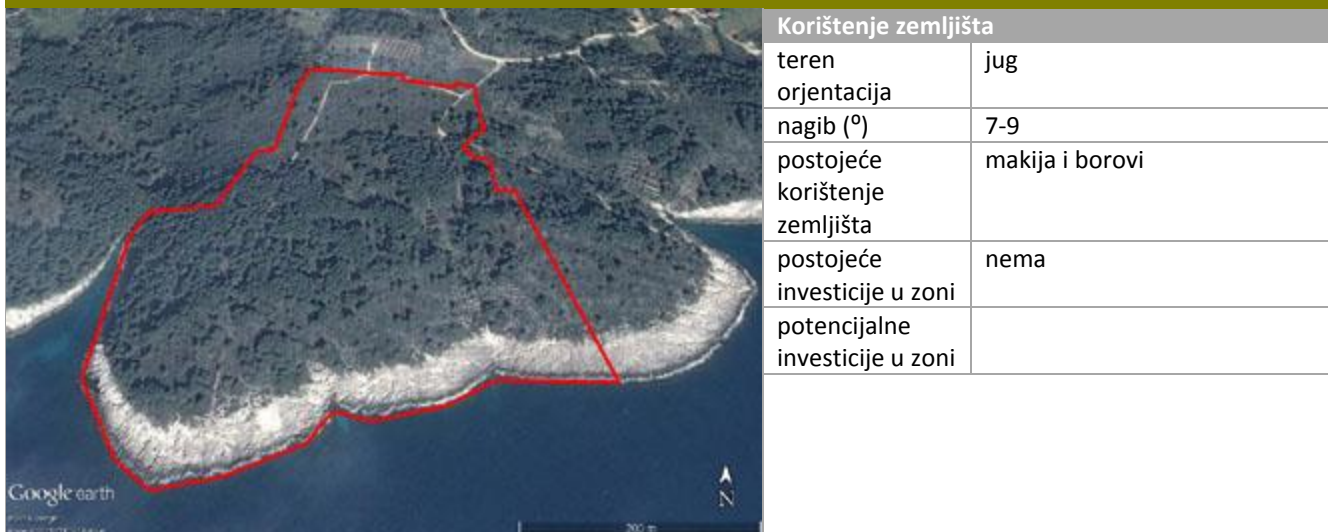 Korištenje zemljišta
teren jug
orjentacija
nagib (⁰) 7-9
postojeće makija i borovi
korištenje
zemljišta
postojeće nema
investicije u zoni
potencijalne
investicije u zoni
Google earth
N
200 m